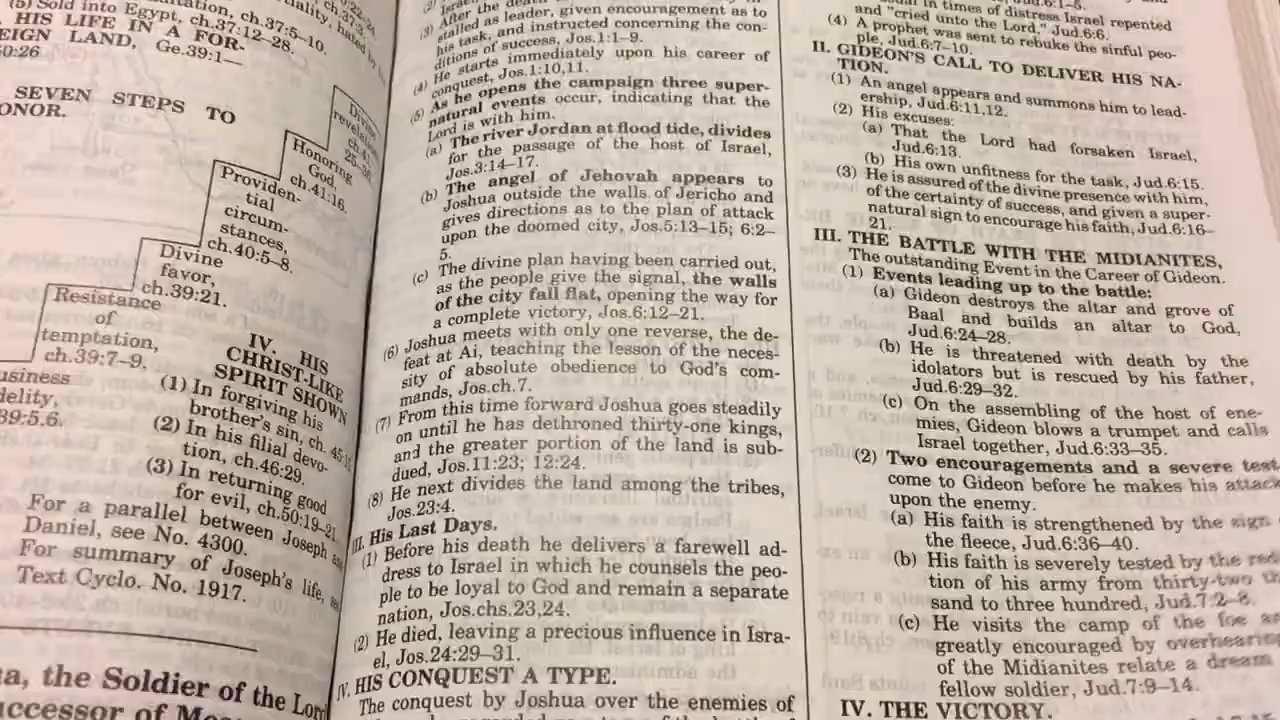 (5) Sold into Egypt, ch.37:12–28.
HIS LIFE IN A FOR-
EIGN LAND, Ge.39:1—
50:26
SEVEN STEPS TO
Divine
Honoring
God,
ch.41:16.
Providen-
tial
circum-
stances,
ch.40:5–8.
Divine
favor,
ch.39:21.
Resistance
of
temptation,
ch.39:7–9.
39:5.6.
IV. HIS
CHRIST-LIKE
SPIRIT SHOWN
(1) In forgiving his
brother's sin, ch.
(2) In his filial devo-
tion, ch.46:29.
(3) In returning good
for evil, ch.50:19–21.
For a parallel between Joseph
Daniel, see No. 4300.
For summary of Joseph's life,
Text Cyclo. No. 1917.
the Soldier of the Lord
(3) After the death
stalled as leader, given encouragement as to
his task, and instructed concerning the con-
ditions of success, Jos.1:1–9.
(4) He starts immediately upon his career of
conquest, Jos.1:10,11.
(5) As he opens the campaign three super-
natural events occur, indicating that the
Lord is with him.
(a) The river Jordan at flood tide, divides
for the passage of the host of Israel,
Jos.3:14–17.
(b) The angel of Jehovah appears to
Joshua outside the walls of Jericho and
gives directions as to the plan of attack
upon the doomed city, Jos.5:13–15; 6:2–
5.
(c) The divine plan having been carried out,
as the people give the signal, the walls
of the city fall flat, opening the way for
a complete victory, Jos.6:12–21.
(6) Joshua meets with only one reverse, the de-
feat at Ai, teaching the lesson of the neces-
sity of absolute obedience to God's com-
mands, Jos.ch.7.
(7) From this time forward Joshua goes steadily
on until he has dethroned thirty-one kings,
and the greater portion of the land is sub-
dued, Jos.11:23; 12:24.
(8) He next divides the land among the tribes,
Jos.23:4.
III. His Last Days.
(1) Before his death he delivers a farewell ad-
dress to Israel in which he counsels the peo-
ple to be loyal to God and remain a separate
nation, Jos.chs.23,24.
(2) He died, leaving a precious influence in Isra-
el, Jos.24:29–31.
IV. HIS CONQUEST A TYPE.
The conquest by Joshua over the enemies of
in times of distress Israel repented
and "cried unto the Lord," Jud.6:6.
(4) A prophet was sent to rebuke the sinful peo-
ple, Jud.6:7–10.
II. GIDEON'S CALL TO DELIVER HIS NA-
TION.
(1) An angel appears and summons him to lead-
ership, Jud.6:11,12.
(2) His excuses:
(a) That the Lord had forsaken Israel,
Jud.6:13.
(b) His own unfitness for the task, Jud.6:15.
(3) He is assured of the divine presence with him,
of the certainty of success, and given a super-
natural sign to encourage his faith, Jud.6:16–
21.
III. THE BATTLE WITH THE MIDIANITES,
The outstanding Event in the Career of Gideon.
(1) Events leading up to the battle:
(a) Gideon destroys the altar and grove of
Baal and builds an altar to God,
Jud.6:24–28.
(b) He is threatened with death by the
idolators but is rescued by his father,
Jud.6:29–32.
(c) On the assembling of the host of ene-
mies, Gideon blows a trumpet and calls
Israel together, Jud.6:33–35.
(2) Two encouragements and a severe test
come to Gideon before he makes his attack
upon the enemy.
(a) His faith is strengthened by the sign
the fleece, Jud.6:36–40.
(b) His faith is severely tested by the
tion of his army from thirty-two
sand to three hundred, Jud.7:2–8.
(c) He visits the camp of the foe
greatly encouraged by overhearing
of the Midianites relate a dream
fellow soldier, Jud.7:9–14.
IV. THE VICTORY.